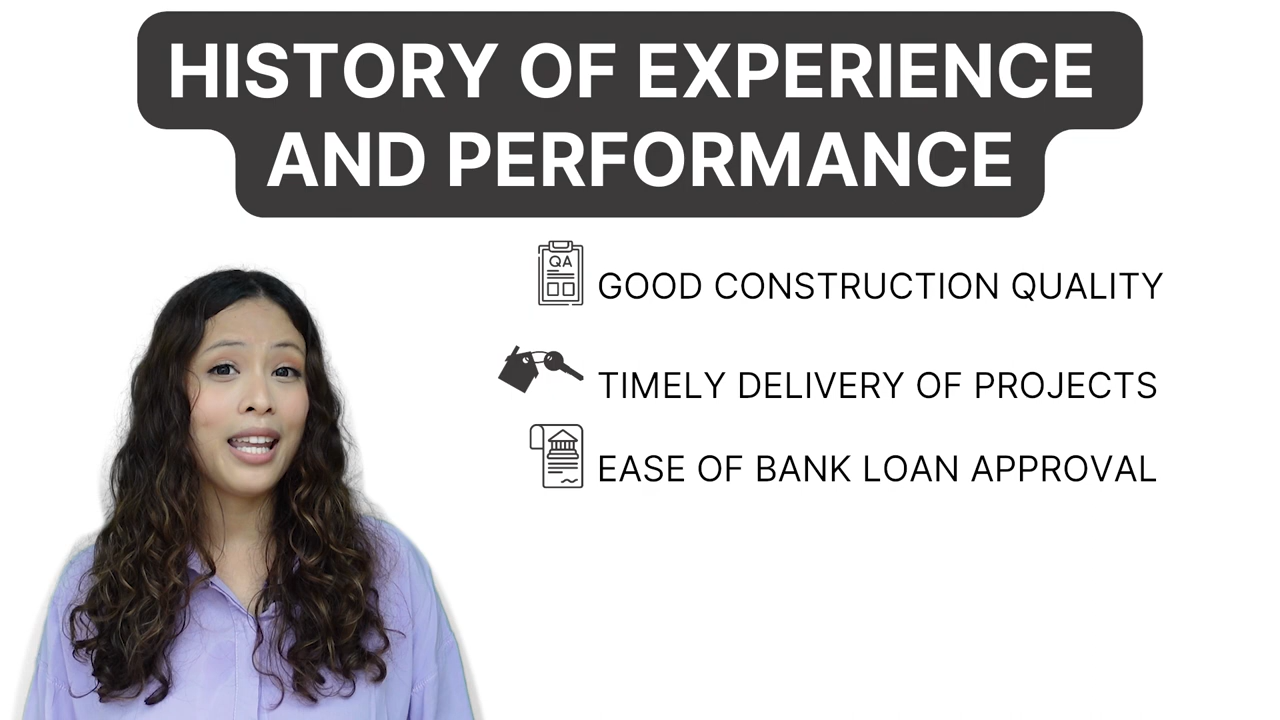 HISTORY OF EXPERIENCE
AND PERFORMANCE
QA
GOOD CONSTRUCTION QUALITY
TIMELY DELIVERY OF PROJECTS
EASE OF BANK LOAN APPROVAL